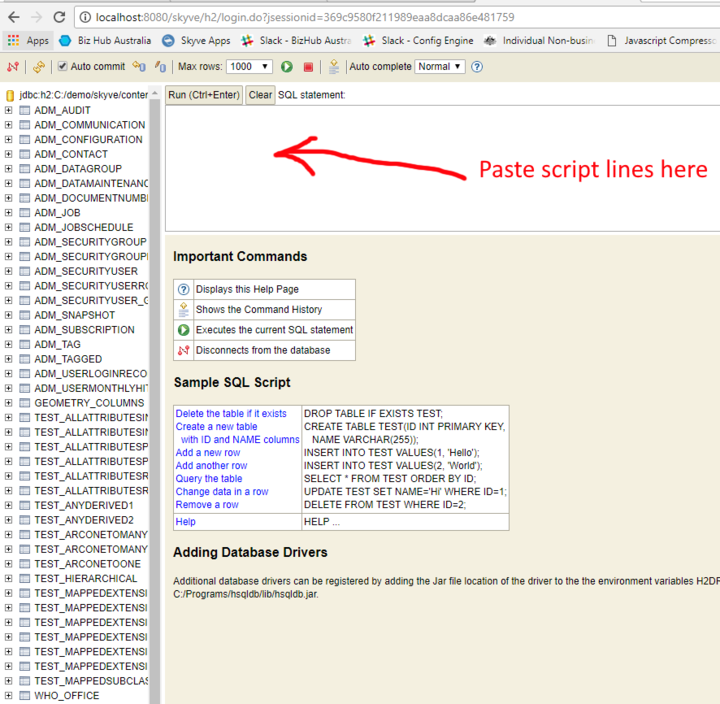 localhost:8080/skyve/h2/login.do?jsessionid=369c9580f211989eaa8dcaa86e481759
Apps Biz Hub Australia Skyve Apps Slack - BizHub Austra Slack - Config Engine Individual Non-busin Javascript Compress
Auto commit Max rows: 1000 Auto complete Normal
jdbc:h2:C:/demo/skyve/conter
Run (Ctrl+Enter) Clear SQL statement:
ADM_AUDIT
ADM_COMMUNICATION
ADM_CONFIGURATION
ADM_CONTACT
ADM_DATAGROUP
ADM_DATAMAINTENANC
ADM_DOCUMENTNUMBE
ADM_JOB
ADM_JOBSCHEDULE
ADM_SECURITYGROUP
ADM_SECURITYGROUPI
ADM_SECURITYUSER
ADM_SECURITYUSERRO
ADM_SECURITYUSER_G
ADM_SNAPSHOT
ADM_SUBSCRIPTION
ADM_TAG
ADM_TAGGED
ADM_USERLOGINRECO
ADM_USERMONTHLYHIT
GEOMETRY_COLUMNS
TEST_ALLATTRIBUTESIN
TEST_ALLATTRIBUTESIN
TEST_ALLATTRIBUTESP
TEST_ALLATTRIBUTESP
TEST_ALLATTRIBUTESR
TEST_ALLATTRIBUTESR
TEST_ANYDERIVED1
TEST_ANYDERIVED2
TEST_ARCONETOMANY
TEST_ARCONETOMANY
TEST_ARCONETOONE
TEST_HIERARCHICAL
TEST_MAPPEDEXTENSI
TEST_MAPPEDEXTENSI
TEST_MAPPEDEXTENSI
TEST_MAPPEDEXTENSI
TEST_MAPPEDEXTENSI
TEST_MAPPEDEXTENSI
TEST_MAPPEDSUBCLAS
WHO_OFFICE
Paste script lines here
Important Commands
Displays this Help Page
Shows the Command History
Executes the current SQL statement
Disconnects from the database
Sample SQL Script
Delete the table if it exists DROP TABLE IF EXISTS TEST;
Create a new table CREATE TABLE TEST(ID INT PRIMARY KEY,
with ID and NAME columns NAME VARCHAR(255));
Add a new row INSERT INTO TEST VALUES(1, 'Hello');
Add another row INSERT INTO TEST VALUES(2, 'World');
Query the table SELECT * FROM TEST ORDER BY ID;
Change data in a row UPDATE TEST SET NAME='Hi' WHERE ID=1;
Remove a row DELETE FROM TEST WHERE ID=2;
Help HELP ...
Adding Database Drivers
Additional database drivers can be registered by adding the Jar file location of the driver to the the environment variables H2DR
C:/Programs/hsqldb/lib/hsqldb.jar.